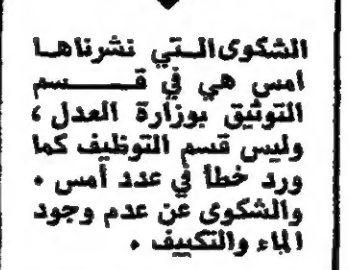 الشكوى التي نشرناها
امس هي في قسم
التوثيق بوزارة العدل ،
وليس قسم التوظيف كما
ورد خطأ في عدد أمس .
والشكوى عن عدم وجود
الماء والتكييف .